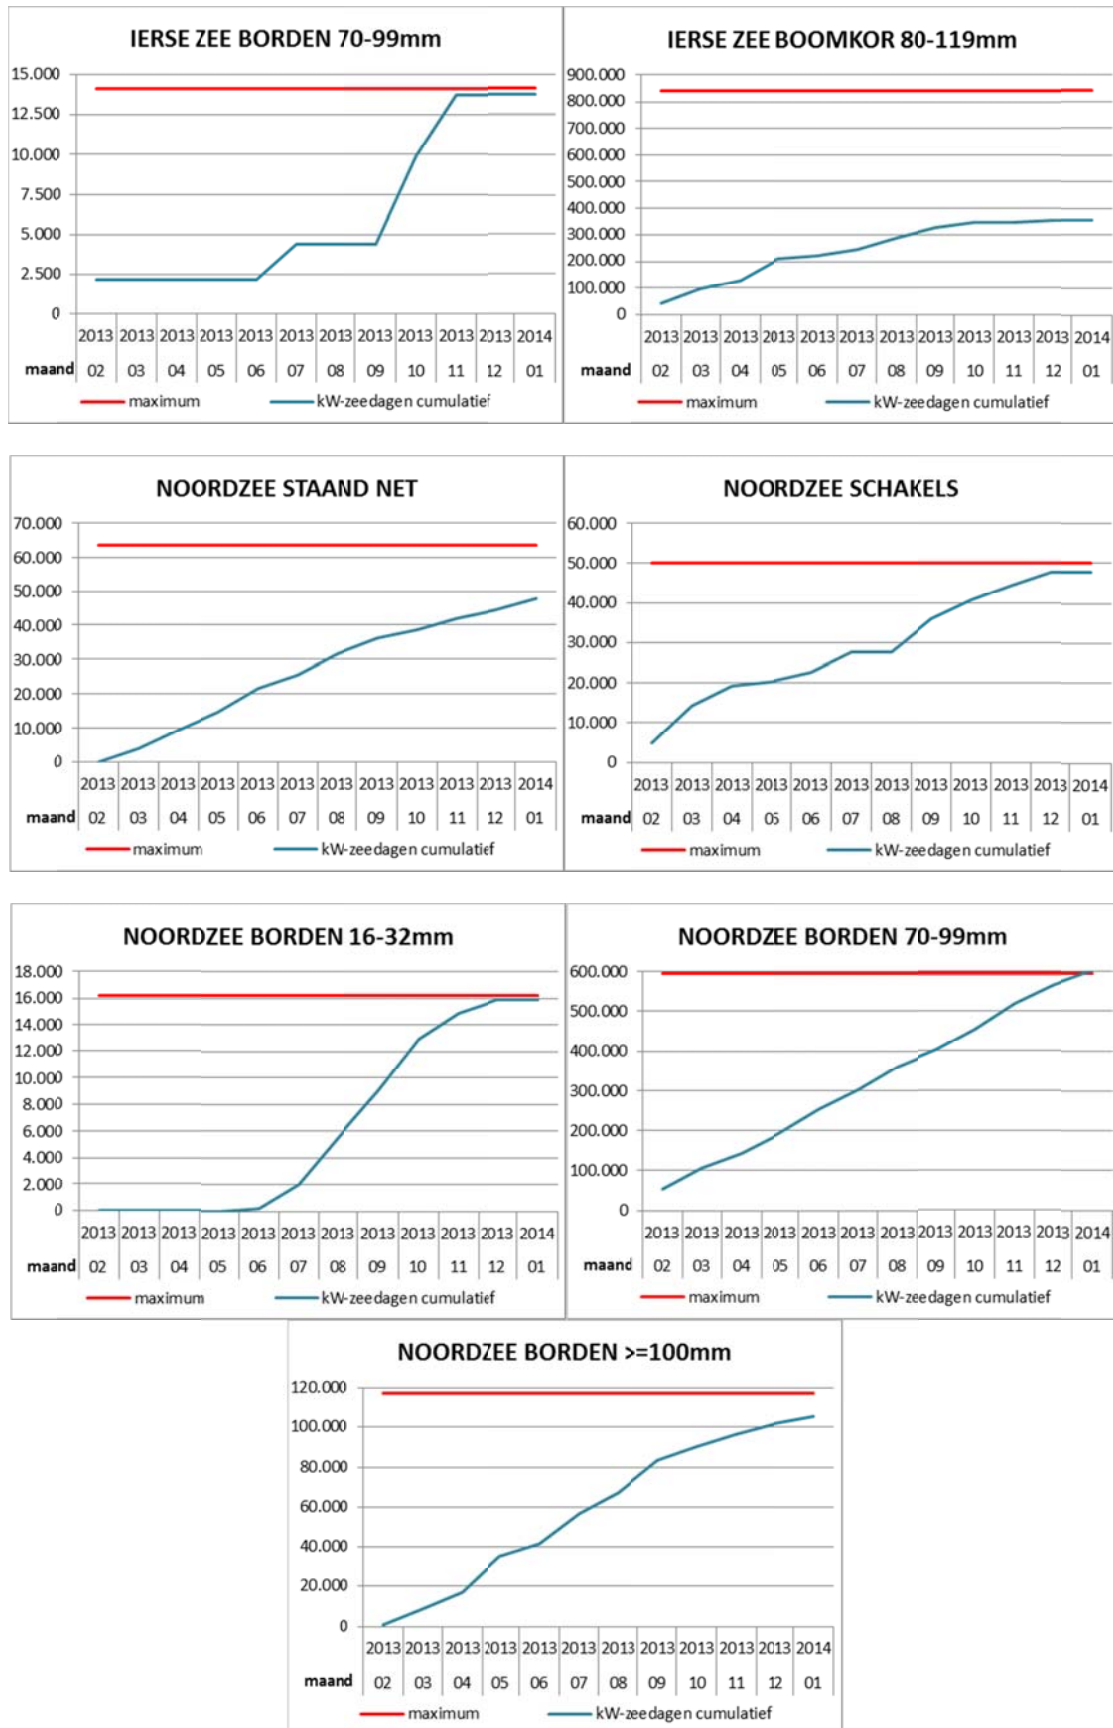 IERSE ZEE BORDEN 70-99mm
15.000
12.500
10.000
7.500
5.000
2.500
0
2013 2013 2013 2013 2013 2013 2013 2013 2013 2013 2013 2014
maand 02 03 04 05 06 07 08 09 10 11 12 01
maximum kW-zeedagen cumulatief
IERSE ZEE BOOMKOR 80-119mm
900.000
800.000
700.000
600.000
500.000
400.000
300.000
200.000
100.000
0
2013 2013 2013 2013 2013 2013 2013 2013 2013 2013 2013 2014
maand 02 03 04 05 06 07 08 09 10 11 12 01
maximum kW-zeedagen cumulatief
NOORDZEE STAAND NET
70.000
60.000
50.000
40.000
30.000
20.000
10.000
0
2013 2013 2013 2013 2013 2013 2013 2013 2013 2013 2013 2014
maand 02 03 04 05 06 07 08 09 10 11 12 01
maximum kW-zeedagen cumulatief
NOORDZEE SCHAKELS
60.000
50.000
40.000
30.000
20.000
10.000
0
2013 2013 2013 2013 2013 2013 2013 2013 2013 2013 2013 2014
maand 02 03 04 05 06 07 08 09 10 11 12 01
maximum kW-zeedagen cumulatief
NOORDZEE BORDEN 16-32mm
18.000
16.000
14.000
12.000
10.000
8.000
6.000
4.000
2.000
0
2013 2013 2013 2013 2013 2013 2013 2013 2013 2013 2013 2014
maand 02 03 04 05 06 07 08 09 10 11 12 01
maximum kW-zeedagen cumulatief
NOORDZEE BORDEN 70-99mm
600.000
500.000
400.000
300.000
200.000
100.000
0
2013 2013 2013 2013 2013 2013 2013 2013 2013 2013 2013 2014
maand 02 03 04 05 06 07 08 09 10 11 12 01
maximum kW-zeedagen cumulatief
NOORDZEE BORDEN >=100mm
120.000
100.000
80.000
60.000
40.000
20.000
0
2013 2013 2013 2013 2013 2013 2013 2013 2013 2013 2013 2014
maand 02 03 04 05 06 07 08 09 10 11 12 01
maximum kW-zeedagen cumulatief